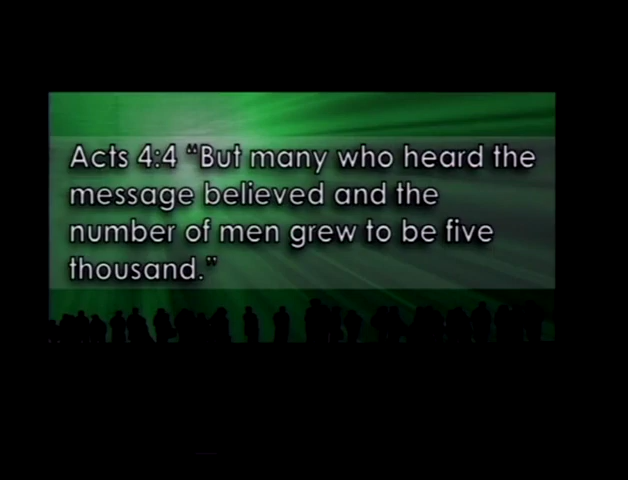 Acts 4:4 “But many who heard the
message believed and the
number of men grew to be five
thousand.”